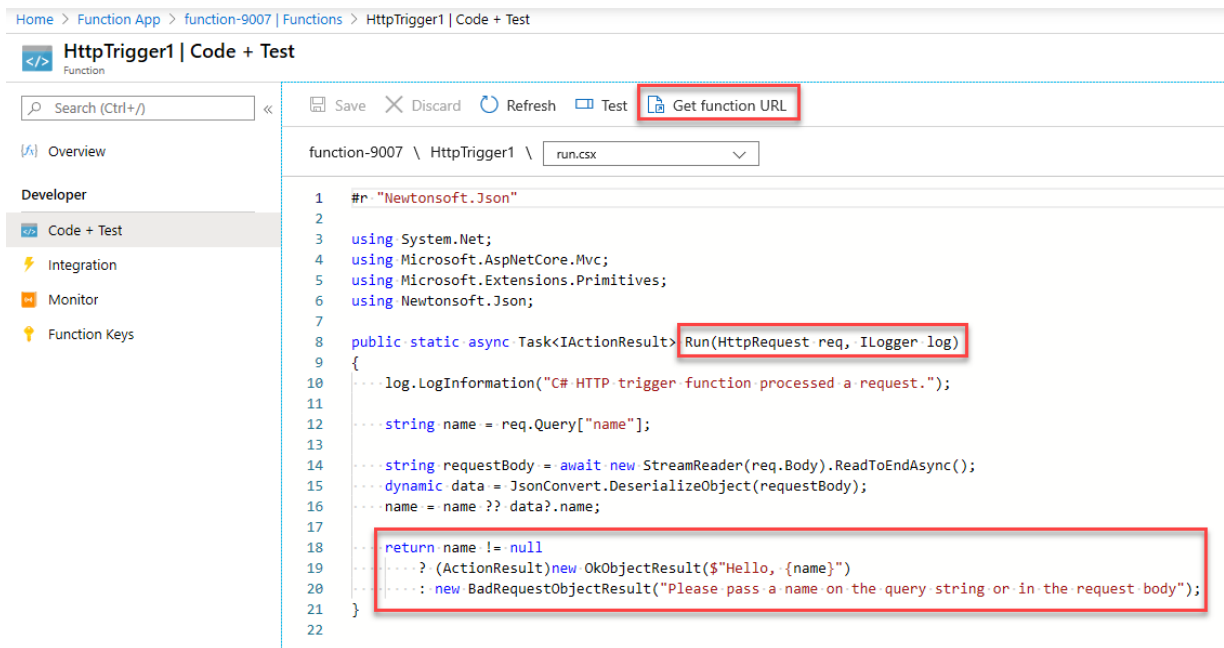 Home > Function App > function-9007 | Functions > HttpTrigger1 | Code + Test
HttpTrigger1 | Code + Test
Function
Search (Ctrl+/)
«
Save Discard Refresh Test Get function URL
Overview
function-9007 \ HttpTrigger1 \ run.csx
Developer
Code + Test
Integration
Monitor
Function Keys
1 #r "Newtonsoft.Json"
2
3 using System.Net;
4 using Microsoft.AspNetCore.Mvc;
5 using Microsoft.Extensions.Primitives;
6 using Newtonsoft.Json;
7
8 public static async Task<IActionResult> Run(HttpRequest req, ILogger log)
9 {
10     log.LogInformation("C# HTTP trigger function processed a request.");
11
12     string name = req.Query["name"];
13
14     string requestBody = await new StreamReader(req.Body).ReadToEndAsync();
15     dynamic data = JsonConvert.DeserializeObject(requestBody);
16     name = name ?? data?.name;
17
18     return name != null
19         ? (ActionResult)new OkObjectResult($"Hello, {name}")
20         : new BadRequestObjectResult("Please pass a name on the query string or in the request body");
21 }
22